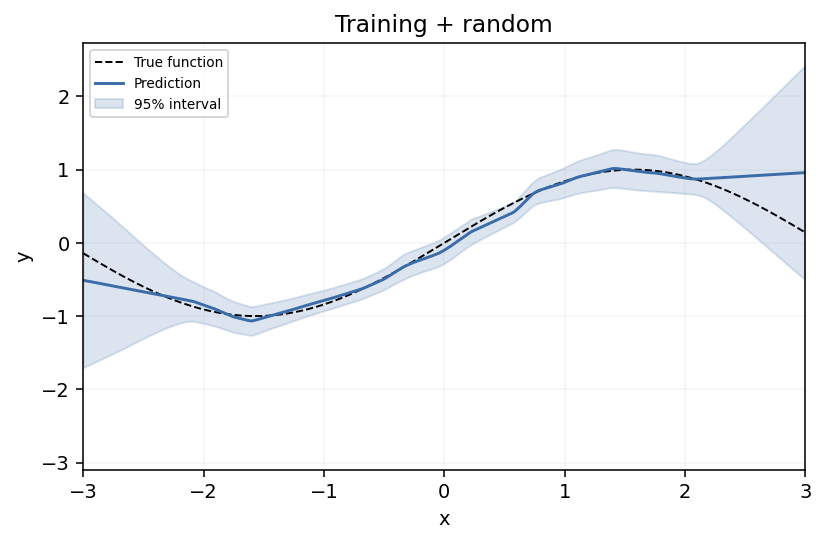 Training + random
True function
Prediction
95% interval
y
2
1
0
−1
−2
−3
−3
−2
−1
0
1
2
3
x